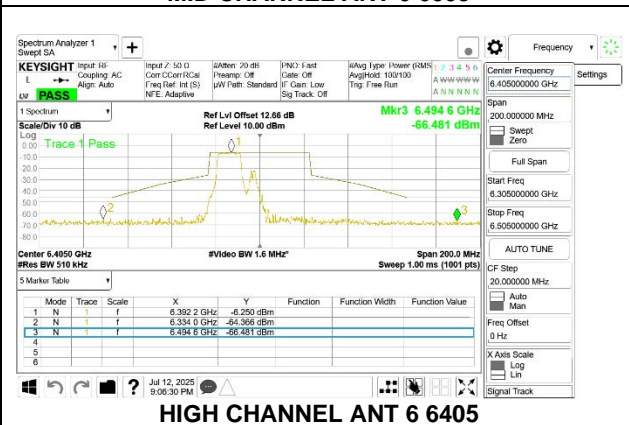 Spectrum Analyzer 1
Swept SA
Frequency
KEYSIGHT Input: RF Input Z: 50 Ω #Atten: 20 dB PNO: Fast #Avg Type: Power (RMS 1 2 3 4 5 6
L Coupling: AC Corr CCorr RCal Preamp: Off Gate: Off Avg|Hold: 100/100 A W W W W W
Align: Auto Freq Ref: Int (S) µW Path: Standard IF Gain: Low Trig: Free Run
PASS NFE: Adaptive Sig Track: Off A N N N N N
1 Spectrum
Ref Lvl Offset 12.66 dB Mkr3 6.494 6 GHz
Scale/Div 10 dB Ref Level 10.00 dBm -66.481 dBm
Log
Trace 1 Pass
0.00
-10.0
-20.0
-30.0
-40.0
-50.0
-60.0
-70.0
-80.0
1
2
3
Center 6.4050 GHz #Video BW 1.6 MHz* Span 200.0 MHz
#Res BW 510 kHz Sweep 1.00 ms (1001 pts)
5 Marker Table
Mode Trace Scale X Y Function Function Width Function Value
1 N 1 f 6.392 2 GHz -6.250 dBm
2 N 1 f 6.334 0 GHz -64.366 dBm
3 N 1 f 6.494 6 GHz -66.481 dBm
4
5
6
Jul 12, 2025
9:06:30 PM
Center Frequency
6.405000000 GHz
Settings
Span
200.000000 MHz
Swept
Zero
Full Span
Start Freq
6.305000000 GHz
Stop Freq
6.505000000 GHz
AUTO TUNE
CF Step
20.000000 MHz
Auto
Man
Freq Offset
0 Hz
X Axis Scale
Log
Lin
Signal Track
HIGH CHANNEL ANT 6 6405